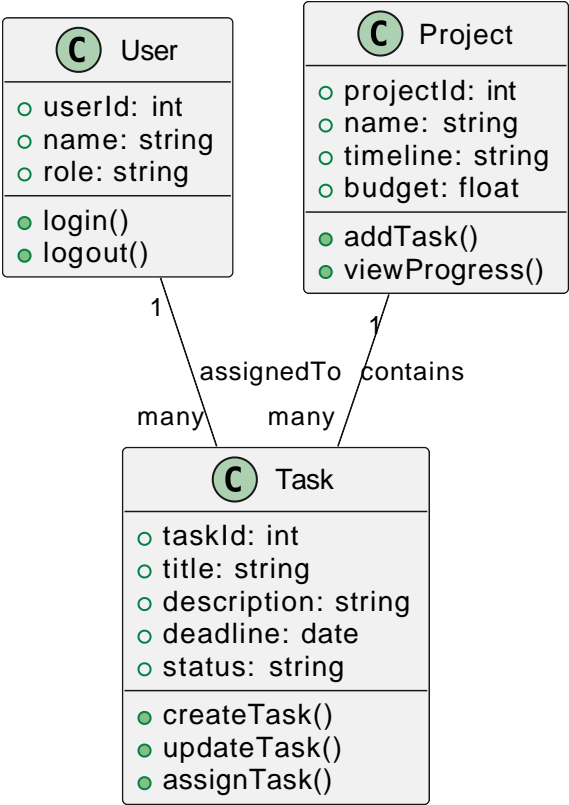 C User
userId: int
name: string
role: string
login()
logout()
C Project
projectId: int
name: string
timeline: string
budget: float
addTask()
viewProgress()
1
1
assignedTo
contains
many
many
C Task
taskId: int
title: string
description: string
deadline: date
status: string
createTask()
updateTask()
assignTask()